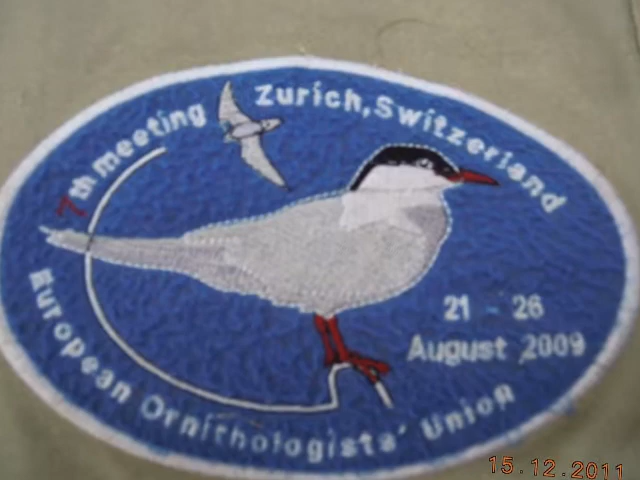 7th meeting Zurich, Switzerland
21 - 26
August 2009
European Ornithologists' Union
15.12.2011